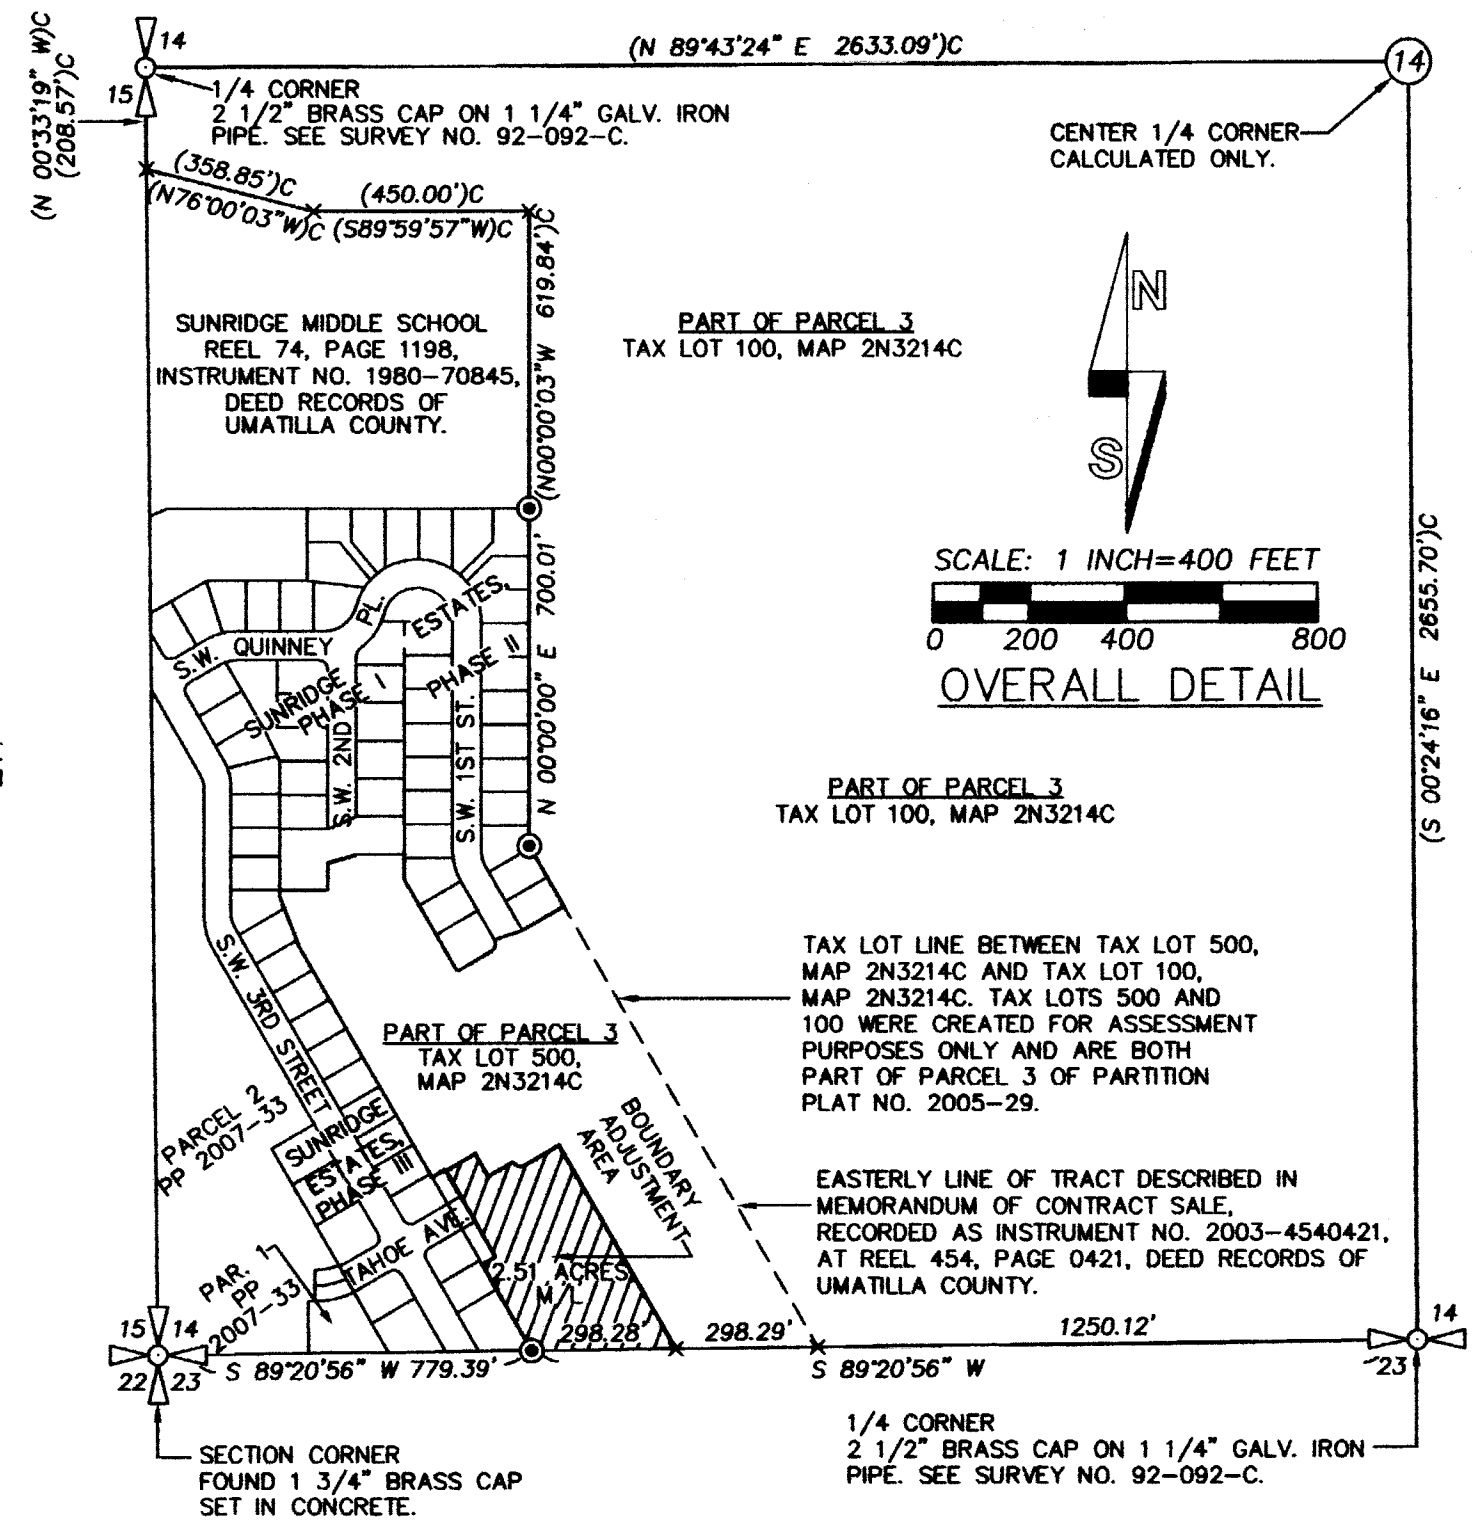 14
(N 89°43'24" E 2633.09')C
14
15
1/4 CORNER
2 1/2" BRASS CAP ON 1 1/4" GALV. IRON
PIPE. SEE SURVEY NO. 92-092-C.
(N 00°33'19" W)C
(208.57')C
CENTER 1/4 CORNER
CALCULATED ONLY.
(358.85')C
(N76°00'03"W)C
(450.00')C
(S89°59'57"W)C
(N00°00'03"W 619.84')C
N
S
SUNRIDGE MIDDLE SCHOOL
REEL 74, PAGE 1198,
INSTRUMENT NO. 1980-70845,
DEED RECORDS OF
UMATILLA COUNTY.
PART OF PARCEL 3
TAX LOT 100, MAP 2N3214C
SCALE: 1 INCH=400 FEET
0 200 400 800
OVERALL DETAIL
(S 00°24'16" E 2655.70')C
N 00°00'00" E 700.01'
S.W. QUINNEY PL.
SUNRIDGE ESTATES,
PHASE I PHASE II
S.W. 2ND
S.W. 1ST ST.
PART OF PARCEL 3
TAX LOT 100, MAP 2N3214C
S.W. 3RD STREET
TAX LOT LINE BETWEEN TAX LOT 500,
MAP 2N3214C AND TAX LOT 100,
MAP 2N3214C. TAX LOTS 500 AND
100 WERE CREATED FOR ASSESSMENT
PURPOSES ONLY AND ARE BOTH
PART OF PARCEL 3 OF PARTITION
PLAT NO. 2005-29.
PART OF PARCEL 3
TAX LOT 500,
MAP 2N3214C
PARCEL 2
PP 2007-33
SUNRIDGE
ESTATES,
PHASE III
BOUNDARY
ADJUSTMENT
AREA
EASTERLY LINE OF TRACT DESCRIBED IN
MEMORANDUM OF CONTRACT SALE,
RECORDED AS INSTRUMENT NO. 2003-4540421,
AT REEL 454, PAGE 0421, DEED RECORDS OF
UMATILLA COUNTY.
TAHOE AVE.
PAR. 1
PP
2007-33
2.51 ACRES
M/L
298.28'
298.29'
1250.12'
15 14
22 23
S 89°20'56" W 779.39'
S 89°20'56" W
14
23
SECTION CORNER
FOUND 1 3/4" BRASS CAP
SET IN CONCRETE.
1/4 CORNER
2 1/2" BRASS CAP ON 1 1/4" GALV. IRON
PIPE. SEE SURVEY NO. 92-092-C.